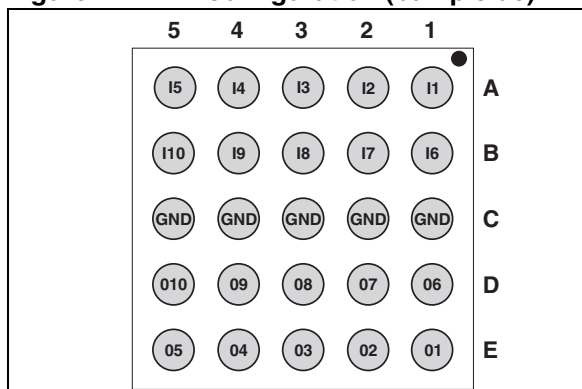 5 4 3 2 1
I5 I4 I3 I2 I1 A
I10 I9 I8 I7 I6 B
GND GND GND GND GND C
010 09 08 07 06 D
05 04 03 02 01 E